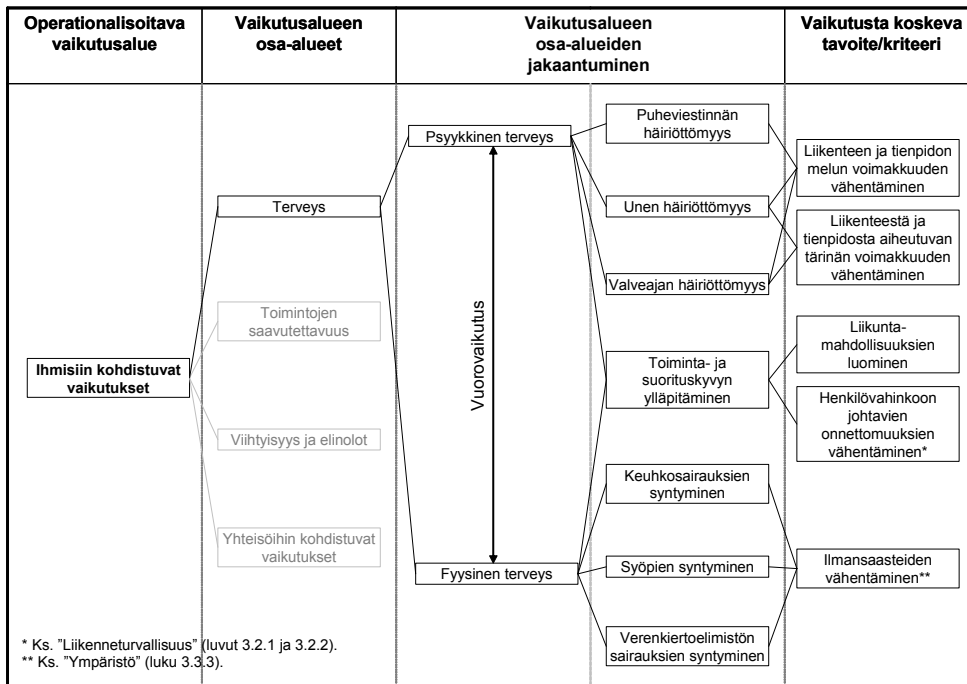 Operationalisoitava
vaikutusalue
Vaikutusalueen
osa-alueet
Vaikutusalueen
osa-alueiden
jakaantuminen
Vaikutusta koskeva
tavoite/kriteeri
Ihmisiin kohdistuvat
vaikutukset
Terveys
Toimintojen
saavutettavuus
Viihtyisyys ja elinolot
Yhteisöihin kohdistuvat
vaikutukset
Psyykkinen terveys
Vuorovaikutus
Fyysinen terveys
Puheviestinnän
häiriöttömyys
Unen häiriöttömyys
Valveajan häiriöttömyys
Toiminta- ja
suorituskyvyn
ylläpitäminen
Keuhkosairauksien
syntyminen
Syöpien syntyminen
Verenkiertoelimistön
sairauksien syntyminen
Liikenteen ja tienpidon
melun voimakkuuden
vähentäminen
Liikenteestä ja
tienpidosta aiheutuvan
tärinän voimakkuuden
vähentäminen
Liikunta-
mahdollisuuksien
luominen
Henkilövahinkoon
johtavien
onnettomuuksien
vähentäminen*
Ilmansaasteiden
vähentäminen**
* Ks. ”Liikenneturvallisuus” (luvut 3.2.1 ja 3.2.2).
** Ks. ”Ympäristö” (luku 3.3.3).